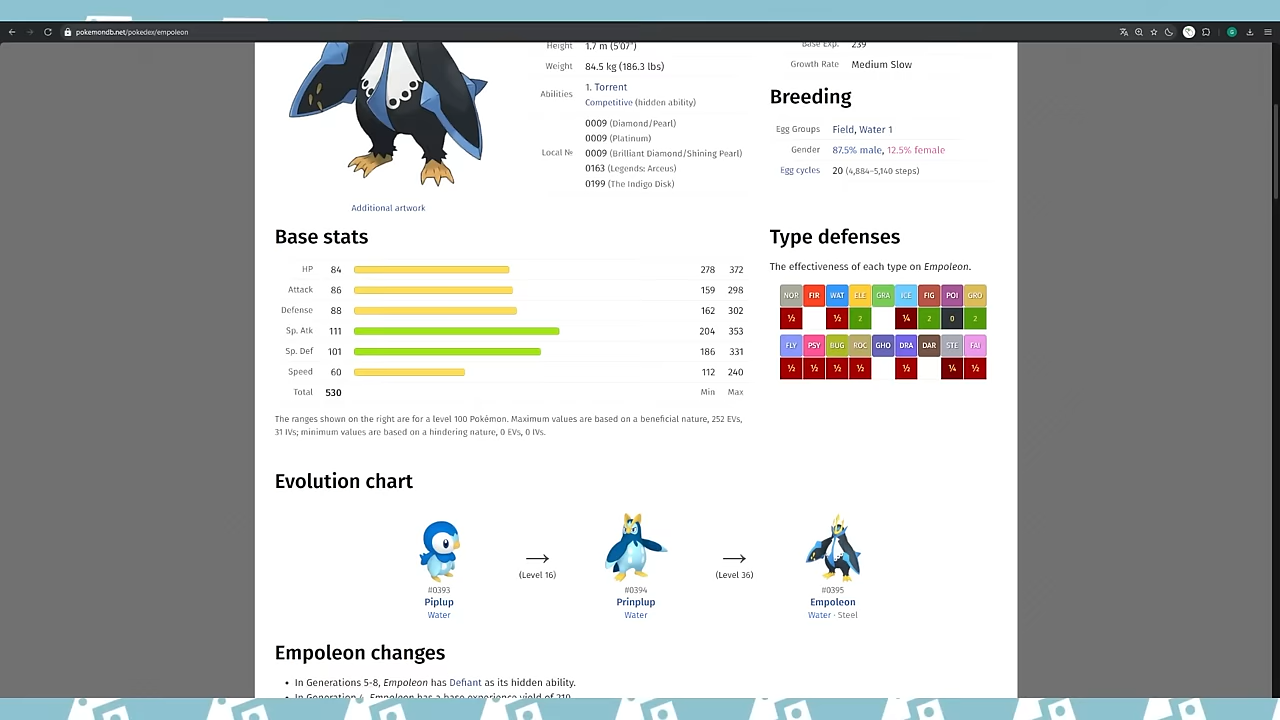 pokemondb.net/pokedex/empoleon
Height 1.7 m (5′07″)
Weight 84.5 kg (186.3 lbs)
Abilities 1. Torrent
Competitive (hidden ability)
Local № 0009 (Diamond/Pearl)
0009 (Platinum)
0009 (Brilliant Diamond/Shining Pearl)
0163 (Legends: Arceus)
0199 (The Indigo Disk)
Base Exp. 239
Growth Rate Medium Slow
Breeding
Egg Groups Field, Water 1
Gender 87.5% male, 12.5% female
Egg cycles 20 (4,884–5,140 steps)
Additional artwork
Base stats
HP 84 278 372
Attack 86 159 298
Defense 88 162 302
Sp. Atk 111 204 353
Sp. Def 101 186 331
Speed 60 112 240
Total 530 Min Max
The ranges shown on the right are for a level 100 Pokémon. Maximum values are based on a beneficial nature, 252 EVs,
31 IVs; minimum values are based on a hindering nature, 0 EVs, 0 IVs.
Type defenses
The effectiveness of each type on Empoleon.
NOR FIR WAT ELE GRA ICE FIG POI GRO
½ ½ 2 ¼ 2 0 2
FLY PSY BUG ROC GHO DRA DAR STE FAI
½ ½ ½ ½ ½ ¼ ½
Evolution chart
(Level 16) (Level 36)
#0393 #0394 #0395
Piplup Prinplup Empoleon
Water Water Water · Steel
Empoleon changes
• In Generations 5-8, Empoleon has Defiant as its hidden ability.
• In Generation 4, Empoleon has a base experience yield of 210.